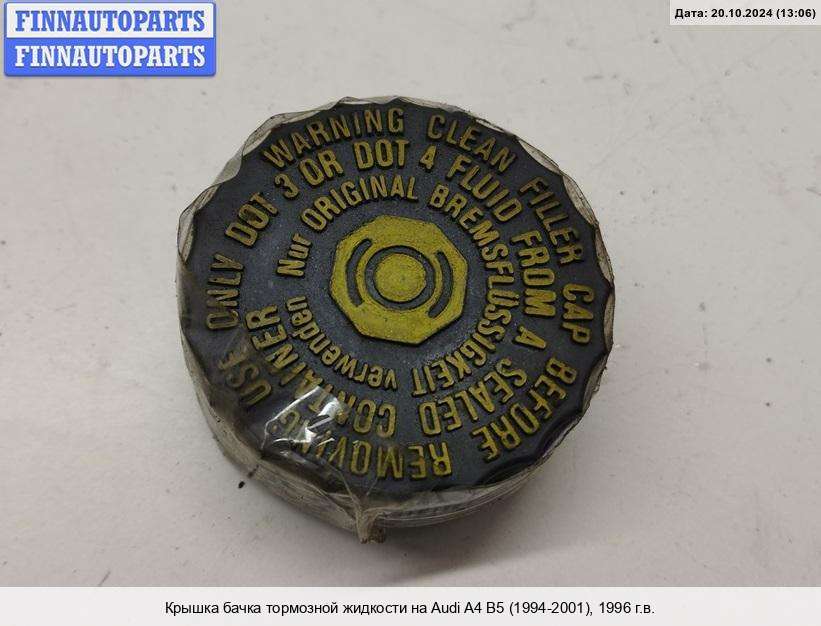 FINNAUTOPARTS
FINNAUTOPARTS
Дата: 20.10.2024 (13:06)
WARNING CLEAN FILLER CAP BEFORE REMOVING USE ONLY DOT 3 OR DOT 4 FLUID FROM A SEALED CONTAINER
Nur ORIGINAL BREMSFLÜSSIGKEIT verwenden
Крышка бачка тормозной жидкости на Audi A4 B5 (1994-2001), 1996 г.в.